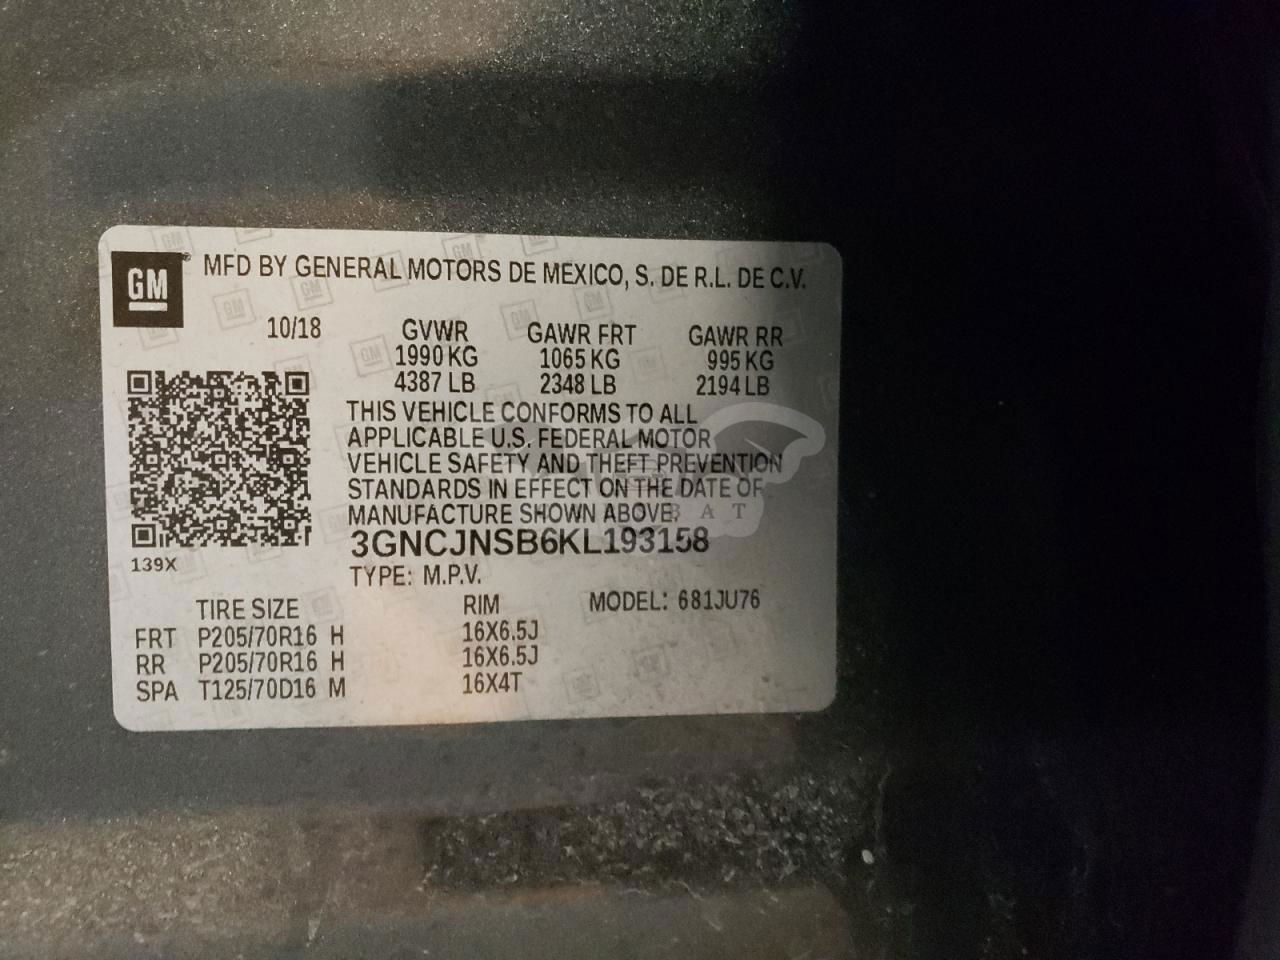 GM ® MFD BY GENERAL MOTORS DE MEXICO, S. DE R.L. DE C.V.
10/18 GVWR GAWR FRT GAWR RR
1990 KG 1065 KG 995 KG
4387 LB 2348 LB 2194 LB
THIS VEHICLE CONFORMS TO ALL
APPLICABLE U.S. FEDERAL MOTOR
VEHICLE SAFETY AND THEFT PREVENTION
STANDARDS IN EFFECT ON THE DATE OF
MANUFACTURE SHOWN ABOVE.
3GNCJNSB6KL193158
139X
TYPE: M.P.V.
TIRE SIZE RIM MODEL: 681JU76
FRT P205/70R16 H 16X6.5J
RR P205/70R16 H 16X6.5J
SPA T125/70D16 M 16X4T